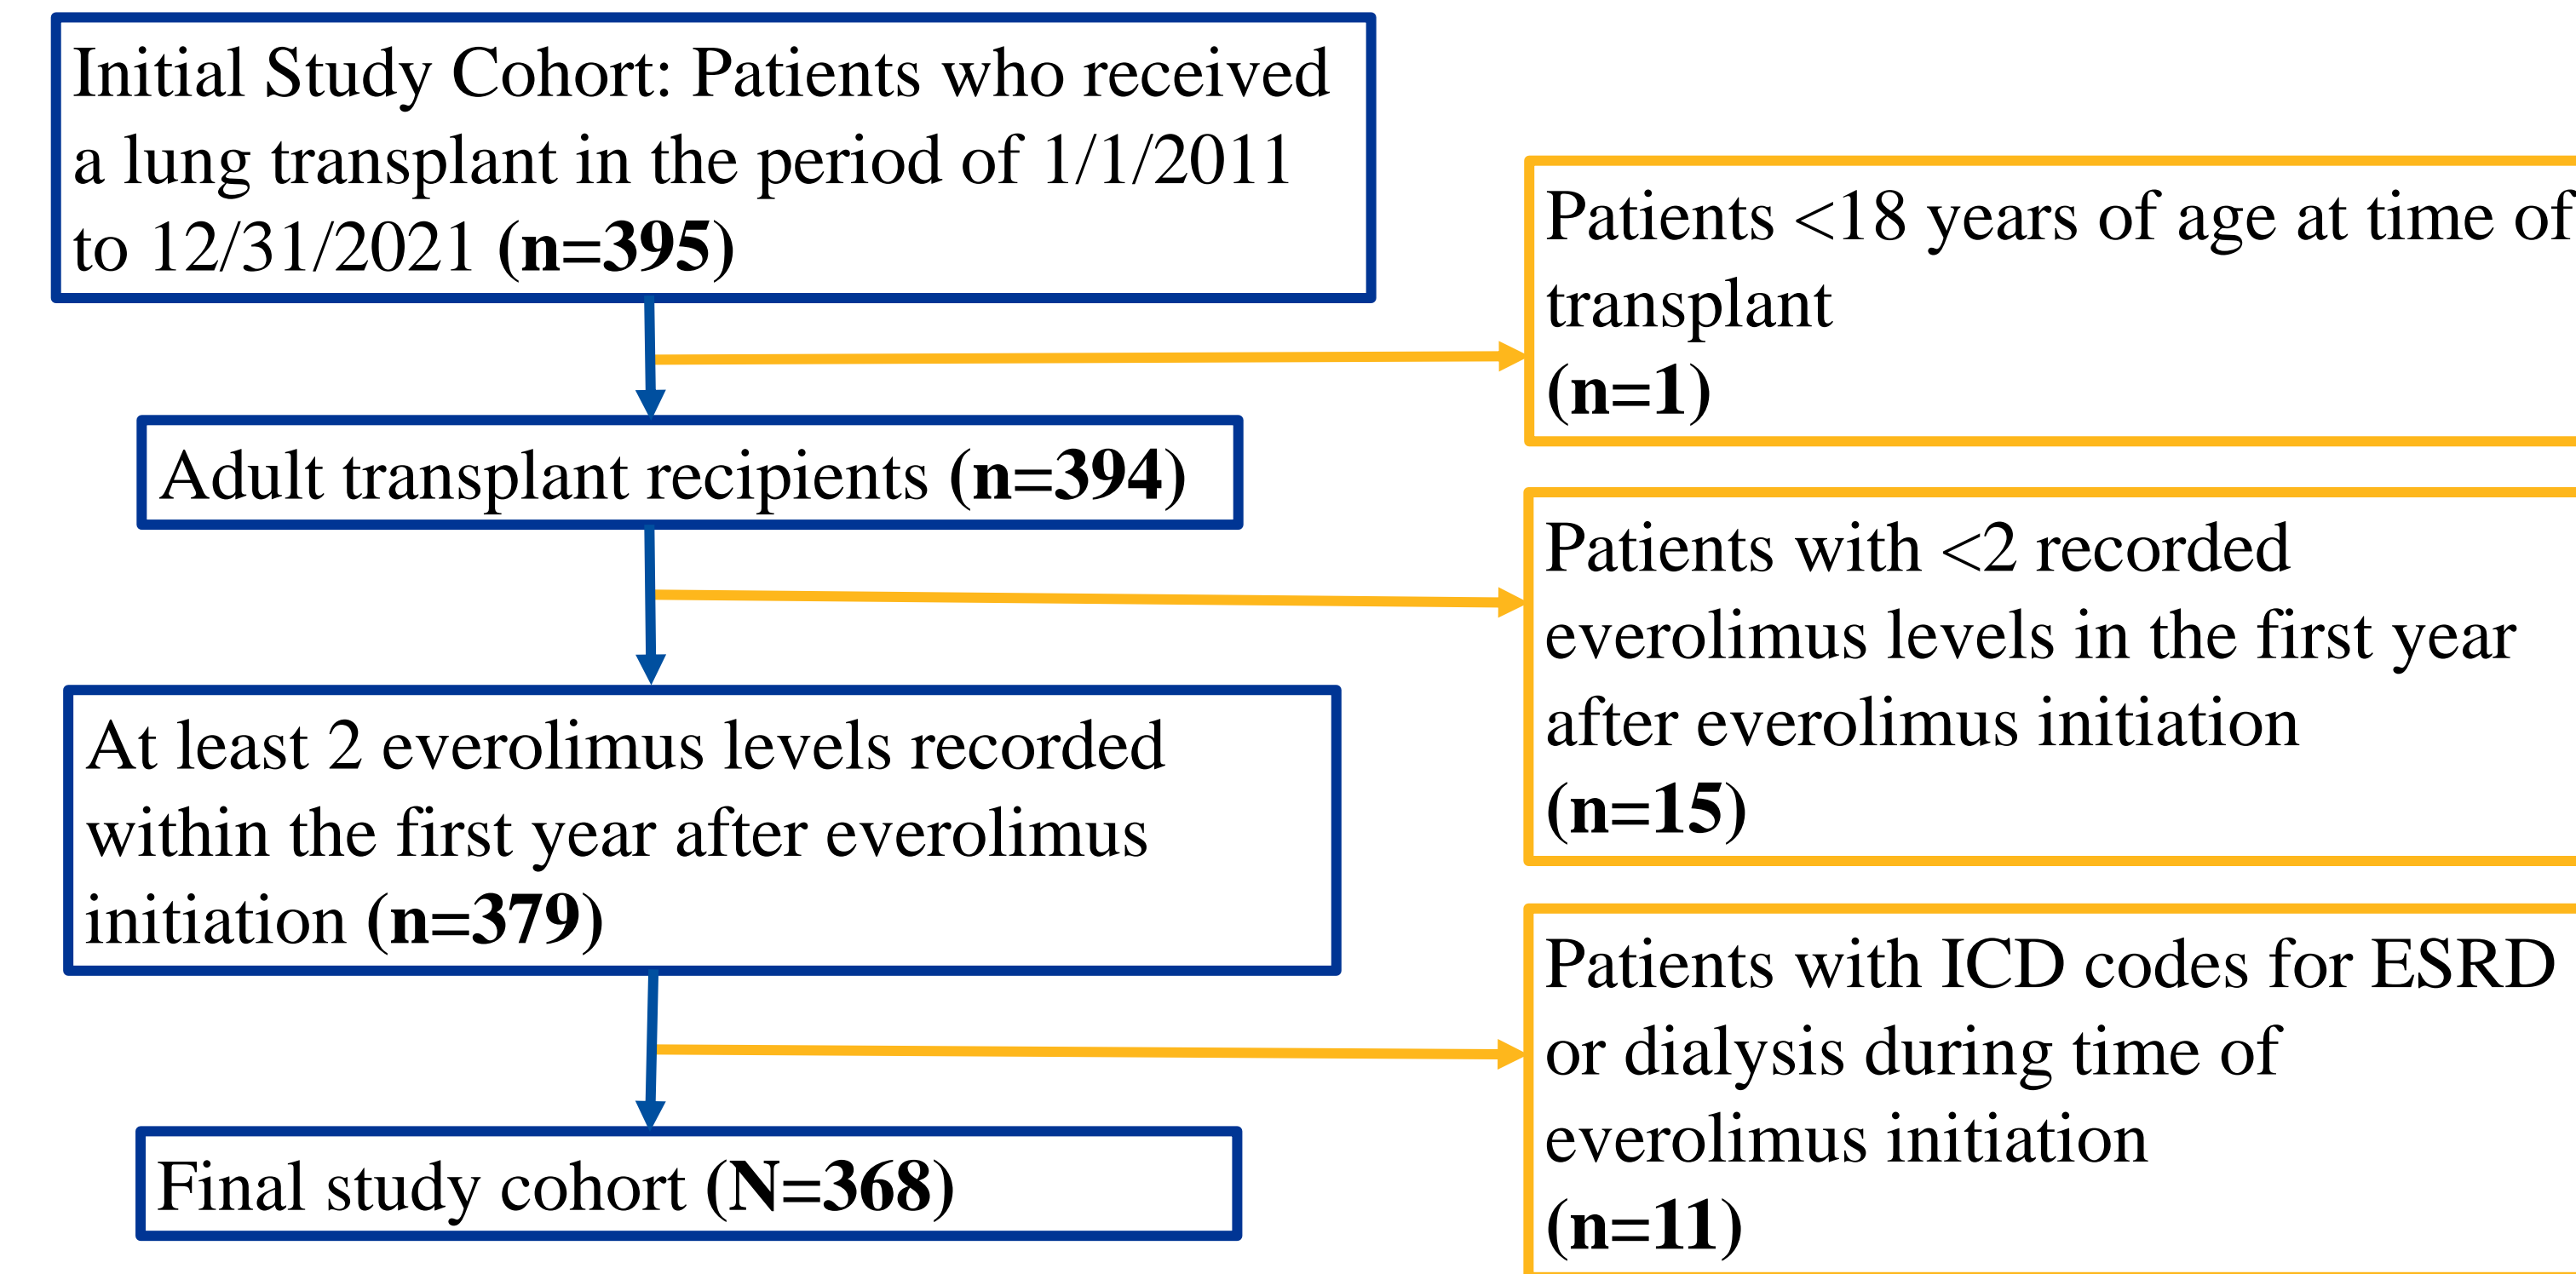 Initial Study Cohort: Patients who received
a lung transplant in the period of 1/1/2011
to 12/31/2021 (n=395)
Patients <18 years of age at time of
transplant
(n=1)
Adult transplant recipients (n=394)
Patients with <2 recorded
everolimus levels in the first year
after everolimus initiation
(n=15)
At least 2 everolimus levels recorded
within the first year after everolimus
initiation (n=379)
Patients with ICD codes for ESRD
or dialysis during time of
everolimus initiation
(n=11)
Final study cohort (N=368)